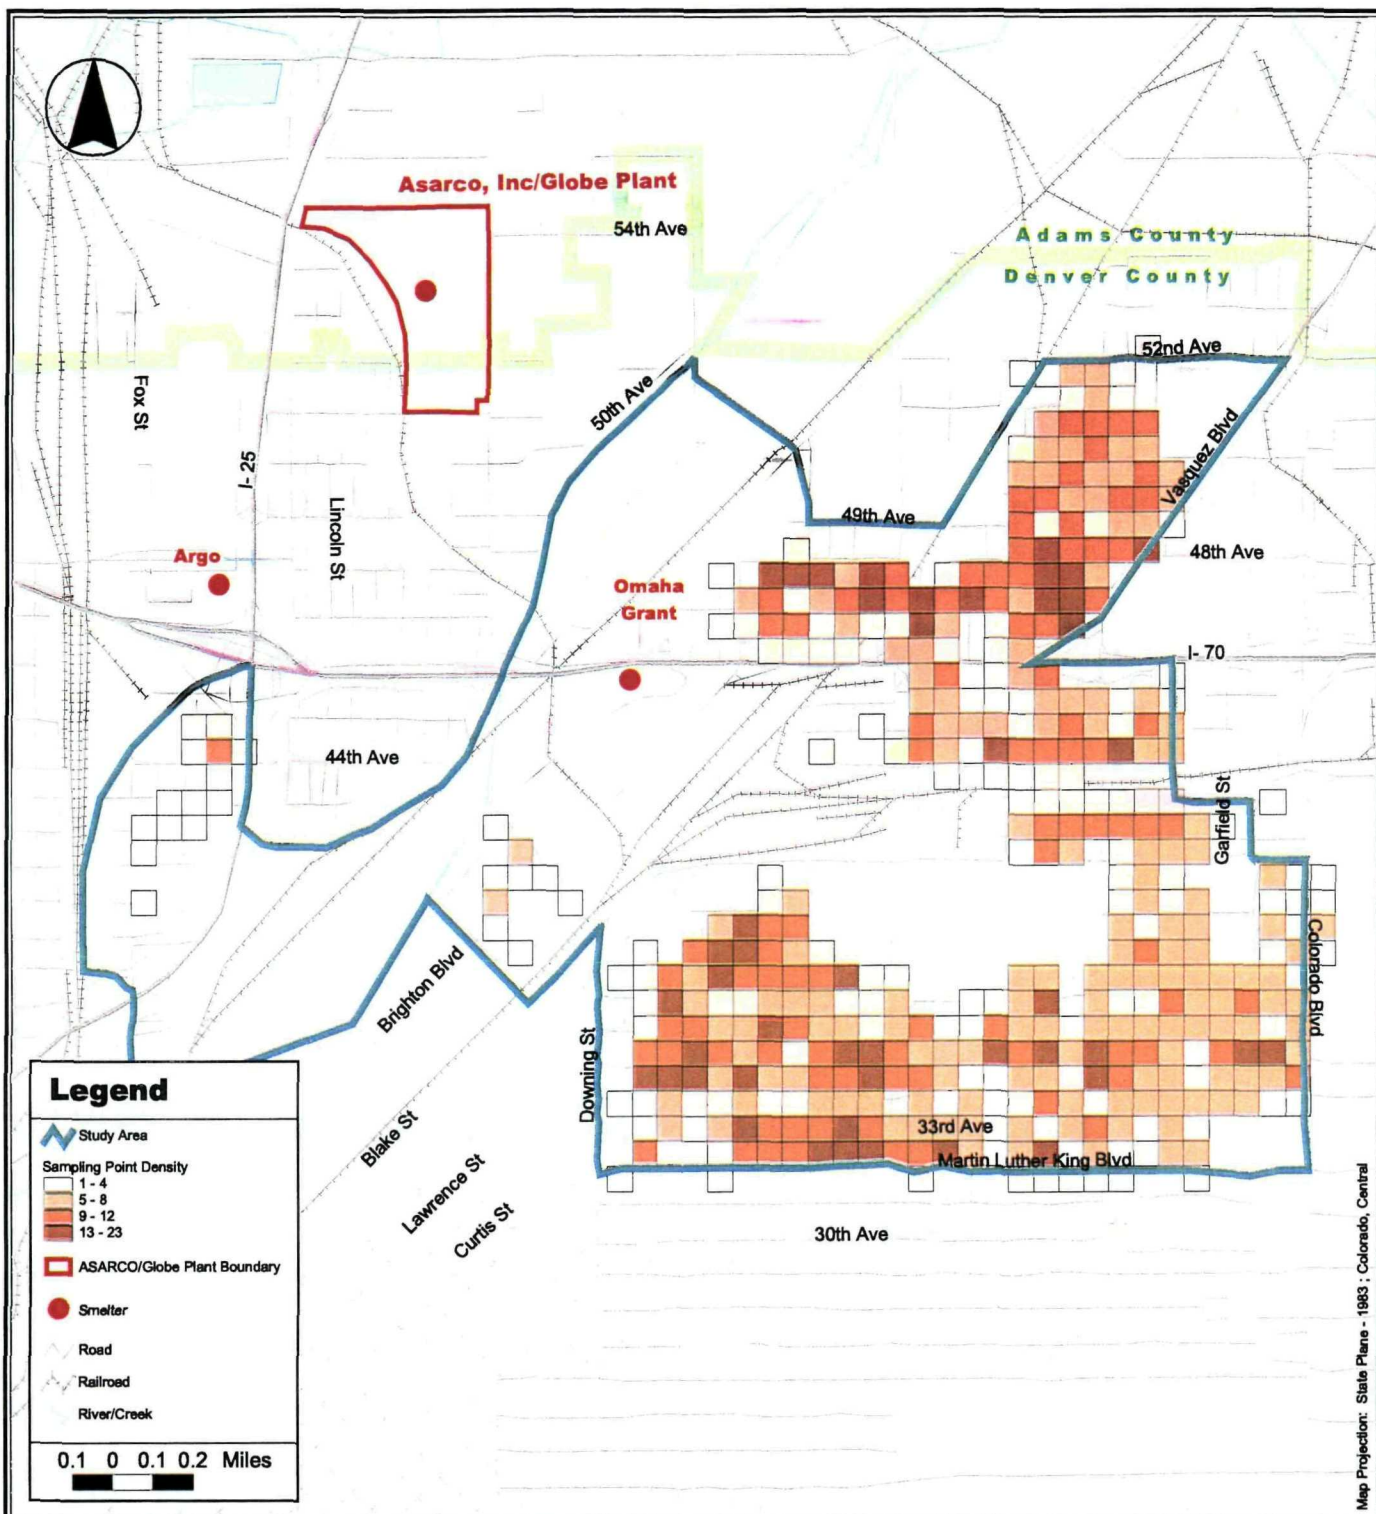 Asarco, Inc/Globe Plant
54th Ave
Adams County
Denver County
52nd Ave
50th Ave
Fox St
Vasquez Blvd
I- 25
Lincoln St
49th Ave
48th Ave
Argo
Omaha
Grant
I- 70
44th Ave
Garfield St
Colorado Blvd
Brighton Blvd
Downing St
Blake St
33rd Ave
Martin Luther King Blvd
Lawrence St
Curtis St
30th Ave
Legend
Study Area
Sampling Point Density
1 - 4
5 - 8
9 - 12
13 - 23
ASARCO/Globe Plant Boundary
Smelter
Road
Railroad
River/Creek
0.1 0 0.1 0.2 Miles
Map Projection: State Plane - 1983 ; Colorado, Central